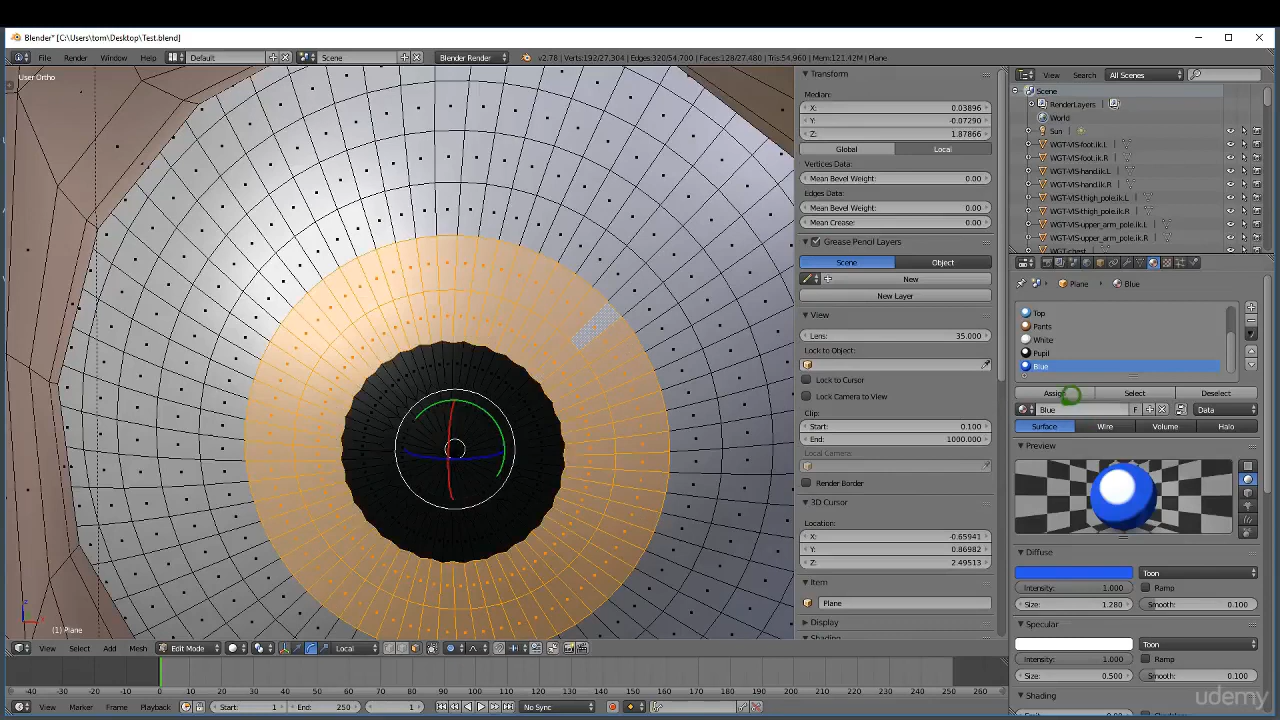 Blender* [C:\Users\tom\Desktop\Test.blend]
File Render Window Help Default Scene Blender Render v2.78 | Verts:192/27,304 | Edges:320/54,700 | Faces:128/27,480 | Tris:54,960 | Mem:121.42M | Plane
User Ortho
(1) Plane
Transform
Median:
X: 0.03896
Y: -0.07290
Z: 1.87866
Global Local
Vertices Data:
Mean Bevel Weight: 0.00
Edges Data:
Mean Bevel Weight: 0.00
Mean Crease: 0.00
Grease Pencil Layers
Scene Object
New
New Layer
View
Lens: 35.000
Lock to Object:
Lock to Cursor
Lock Camera to View
Clip:
Start: 0.100
End: 1000.000
Local Camera:
Render Border
3D Cursor
Location:
X: -0.65941
Y: 0.86982
Z: 2.49513
Item
Plane
Display
Shading
View Search All Scenes
Scene
RenderLayers
World
Sun
WGT-VIS-foot.ik.L
WGT-VIS-foot.ik.R
WGT-VIS-hand.ik.L
WGT-VIS-hand.ik.R
WGT-VIS-thigh_pole.ik.L
WGT-VIS-thigh_pole.ik.R
WGT-VIS-upper_arm_pole.ik.L
WGT-VIS-upper_arm_pole.ik.R
WGT-chest
Plane Blue
Top
Pants
White
Pupil
Blue
Assign Select Deselect
Blue F Data
Surface Wire Volume Halo
Preview
Diffuse
Toon
Intensity: 1.000 Ramp
Size: 1.280 Smooth: 0.100
Specular
Toon
Intensity: 1.000 Ramp
Size: 0.500 Smooth: 0.100
Shading
View Select Add Mesh Edit Mode Local
-40 -30 -20 -10 0 10 20 30 40 50 60 70 80 90 100 110 120 130 140 150 160 170 180 190 200 210 220 230 240 250 260
View Marker Frame Playback Start: 1 End: 250 1 No Sync
udemy